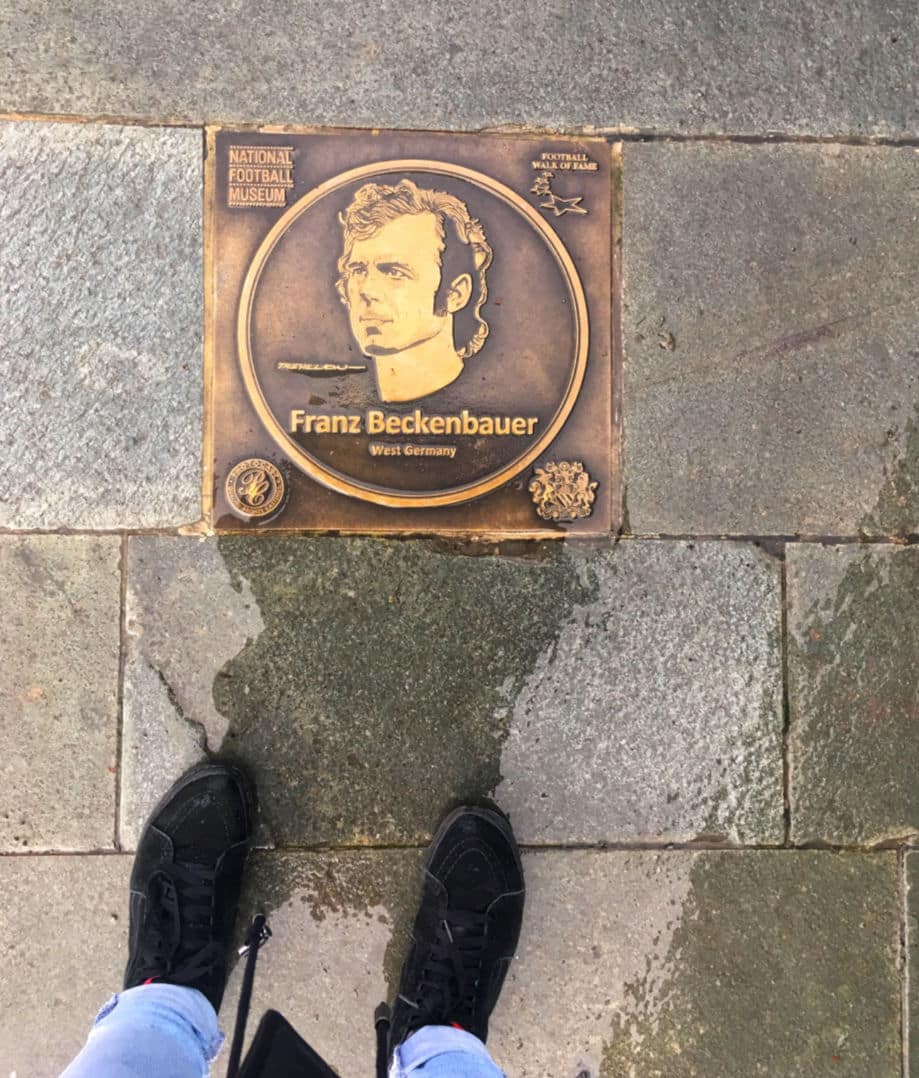 NATIONAL
FOOTBALL
MUSEUM
FOOTBALL
WALK OF FAME
Franz Beckenbauer
West Germany